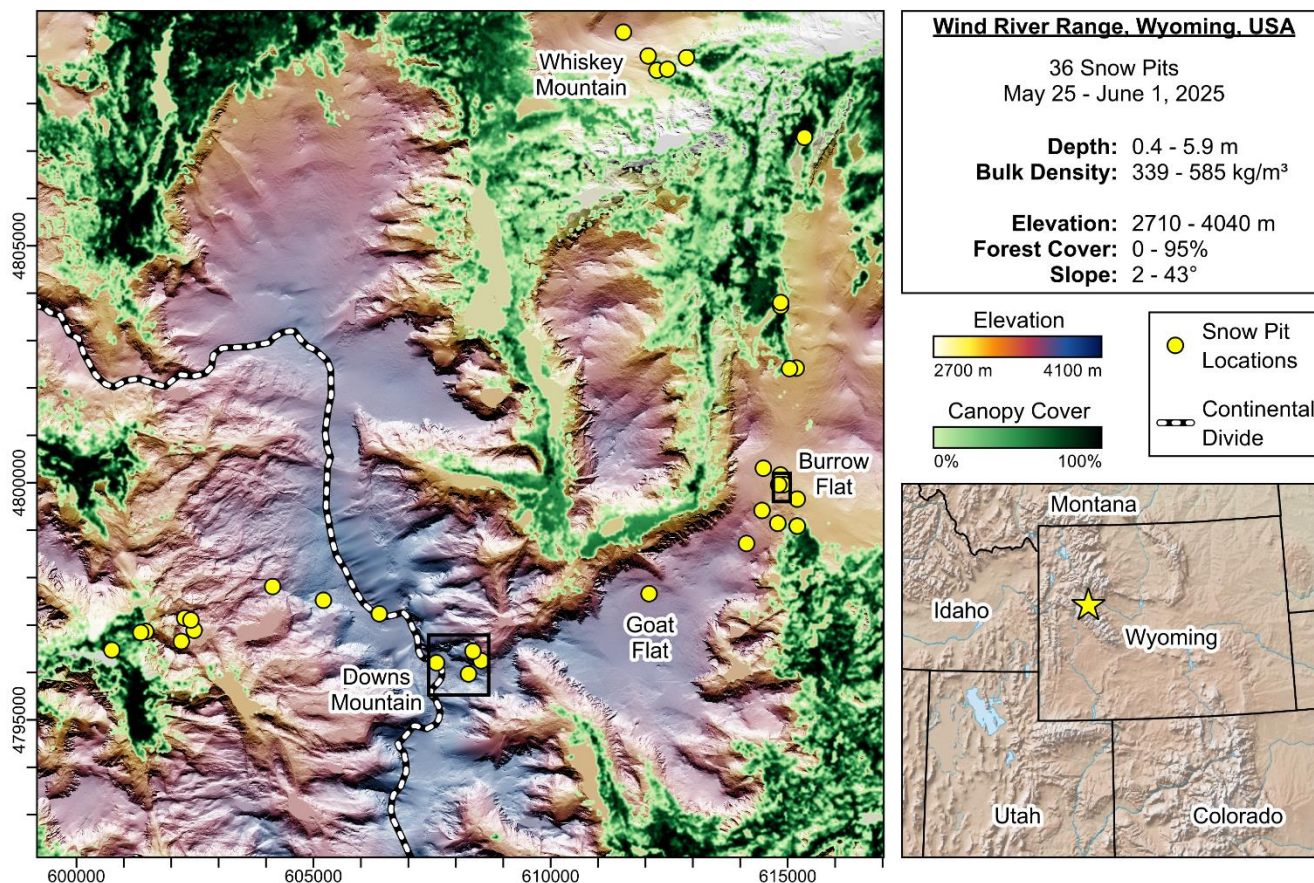 Whiskey
Mountain
Burrow
Flat
Goat
Flat
Downs
Mountain
4805000
4800000
4795000
600000
605000
610000
615000
Wind River Range, Wyoming, USA
36 Snow Pits
May 25 - June 1, 2025
Depth: 0.4 - 5.9 m
Bulk Density: 339 - 585 kg/m³
Elevation: 2710 - 4040 m
Forest Cover: 0 - 95%
Slope: 2 - 43°
Elevation
2700 m 4100 m
Canopy Cover
0% 100%
Snow Pit
Locations
Continental
Divide
Montana
Idaho
Wyoming
Utah
Colorado